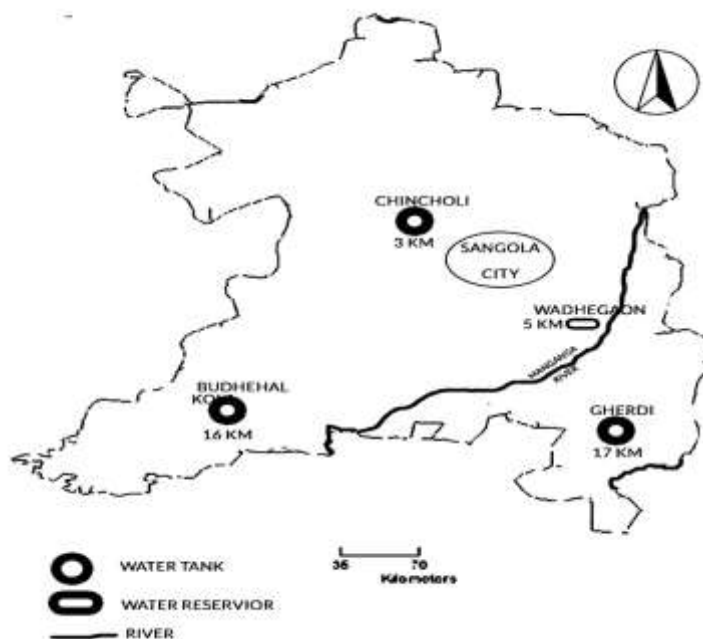 CHINCHOLI
3 KM
SANGOLA
CITY
WADHEGAON
5 KM
RIVER
BUDHEHAL
16 KM
GHERDI
17 KM
70
Kilometers
WATER TANK
WATER RESERVIOR
RIVER